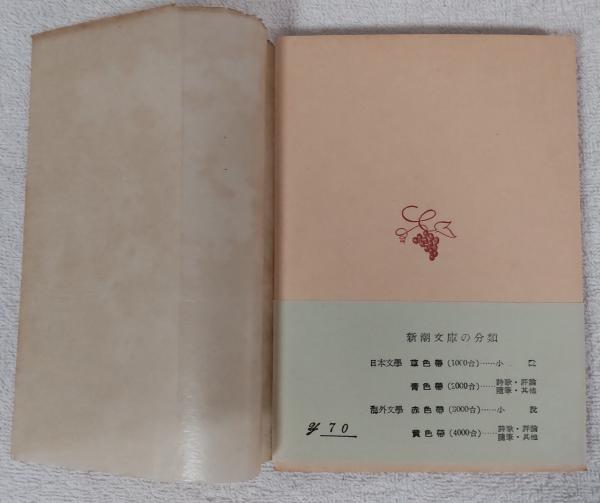 新潮文庫の分類
日本文學 草色帶 (1000台)……小
靑色帶 (2000台)……詩歌・評論
隨筆・其他
海外文學 赤色帶 (3000台)……小 說
黃色帶 (4000台)……詩歌・評論
隨筆・其他
70